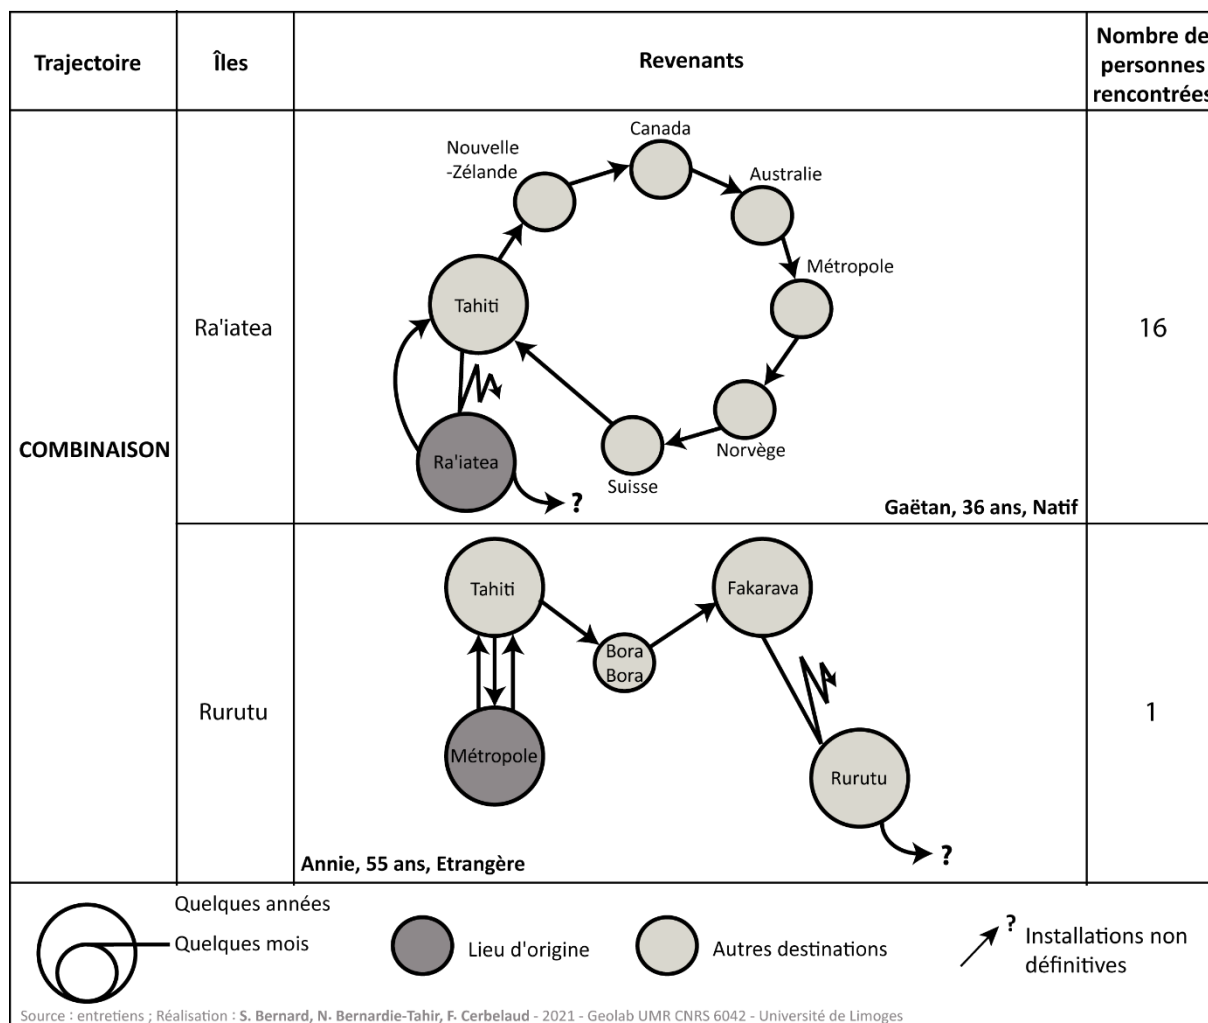 Trajectoire
Îles
Revenants
Nombre de
personnes
rencontrées
COMBINAISON
Ra'iatea
Canada
Nouvelle
-Zélande
Australie
Métropole
Tahiti
Ra'iatea
Norvège
Suisse
?
Gaëtan, 36 ans, Natif
16
Rurutu
Tahiti
Fakarava
Bora
Bora
Métropole
Rurutu
?
Annie, 55 ans, Etrangère
1
Quelques années
Quelques mois
Lieu d'origine
Autres destinations
?
Installations non
définitives
Source : entretiens ; Réalisation : S. Bernard, N. Bernardie-Tahir, F. Cerbelaud - 2021 - Geolab UMR CNRS 6042 - Université de Limoges